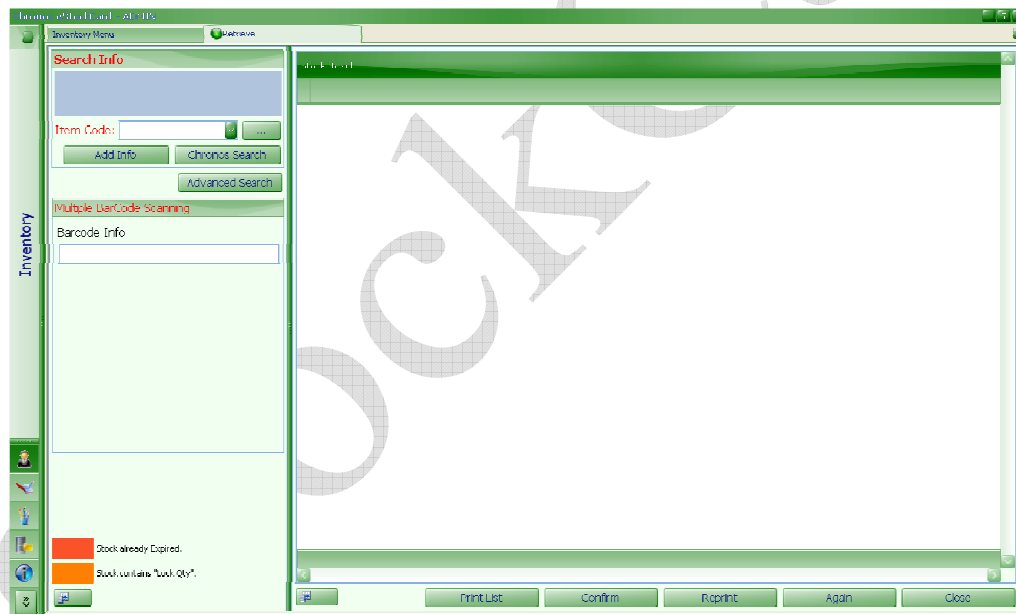 Inventory Menu
Retrieve
Search Info
Item Code:
...
Add Info
Chronos Search
Advanced Search
Multiple BarCode Scanning
Barcode Info
Inventory
Stock already Expired.
Stock contains "Lock Qty".
Print List
Confirm
Reprint
Again
Close